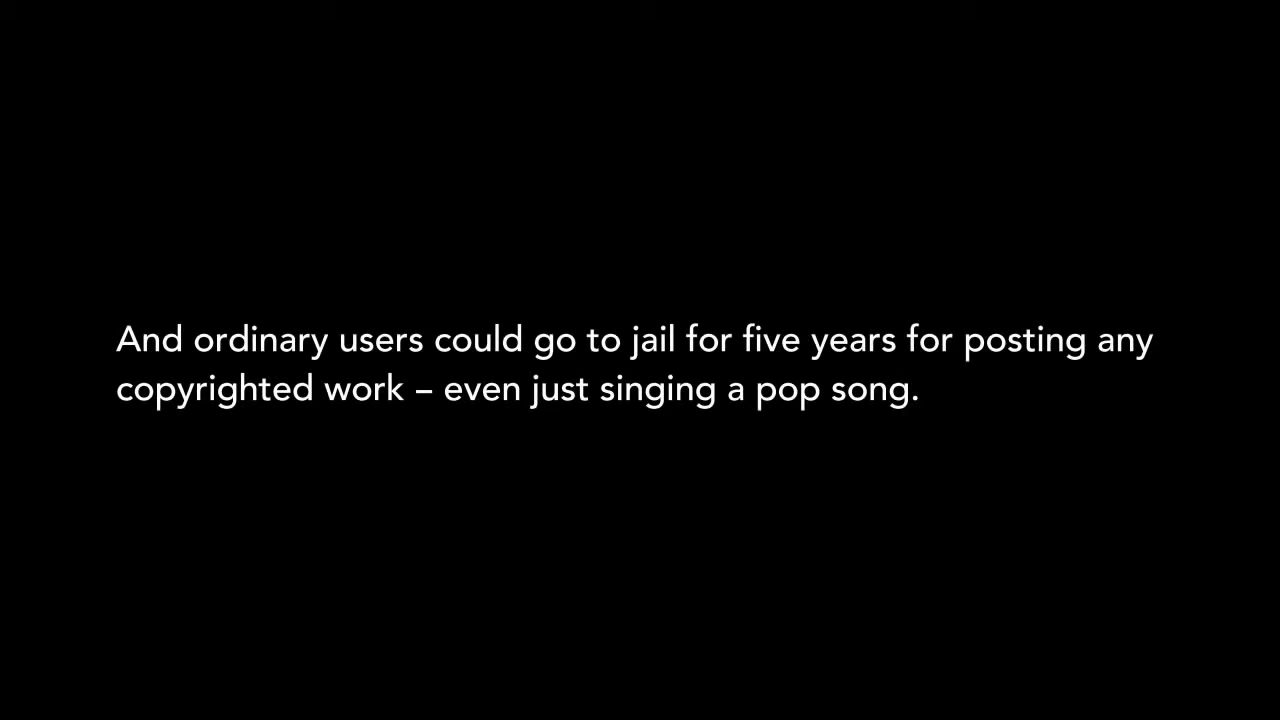 And ordinary users could go to jail for five years for posting any
copyrighted work – even just singing a pop song.